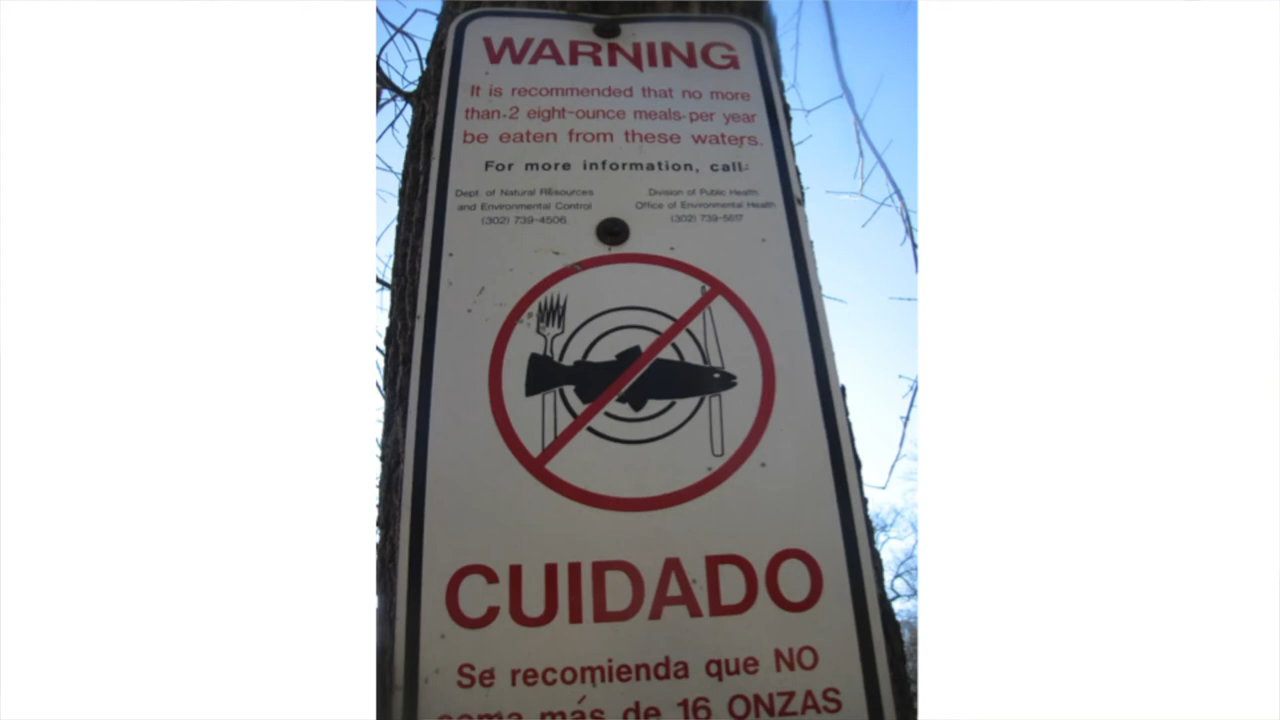 WARNING
It is recommended that no more
than 2 eight-ounce meals per year
be eaten from these waters.
For more information, call:
Dept. of Natural Resources
and Environmental Control
(302) 739-4506
Division of Public Health
Office of Environmental Health
(302) 739-5617
CUIDADO
Se recomienda que NO
coma más de 16 ONZAS